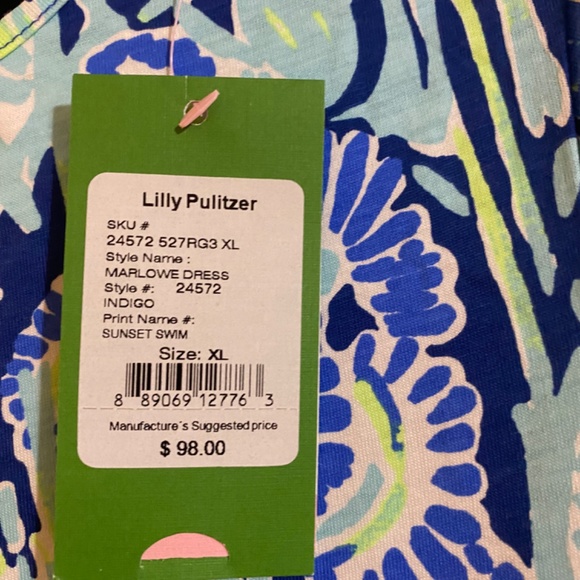 Lilly Pulitzer
SKU #
24572 527RG3 XL
Style Name :
MARLOWE DRESS
Style #: 24572
INDIGO
Print Name #:
SUNSET SWIM
Size: XL
8 89069 12776 3
Manufacture's Suggested price
$ 98.00